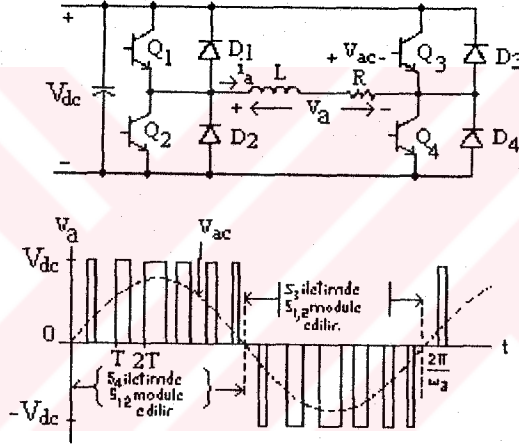 +
Q1
D1
ia
L
+ Vac -
R
Q3
D3
Vdc
+ Va -
Q2
D2
Q4
D4
-
Va
Vac
Vdc
S3 iletimde
S1,2 module
edilir.
0
T 2T
t
S4 iletimde
S1,2 module
edilir
2π
ωa
-Vdc